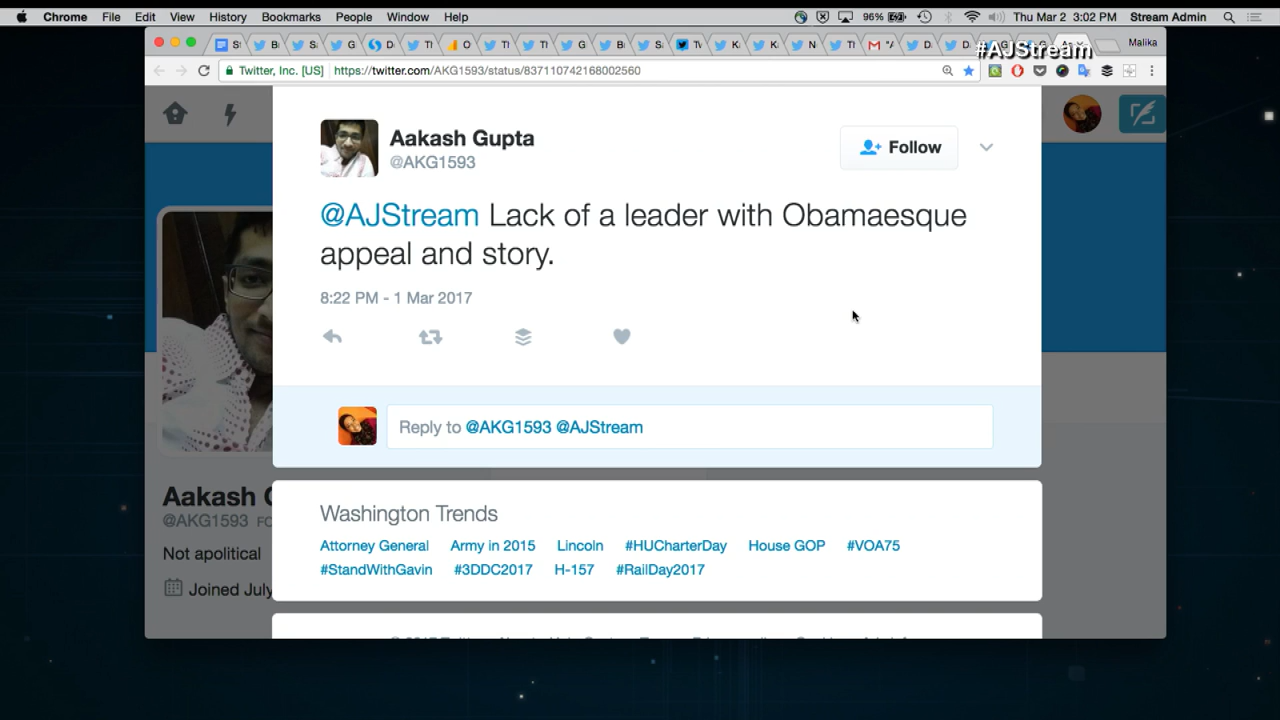 Chrome File Edit View History Bookmarks People Window Help 96% Thu Mar 2 3:02 PM Stream Admin
Malika
#AJStream
Twitter, Inc. [US] https://twitter.com/AKG1593/status/837110742168002560
Aakash Gupta
@AKG1593
Follow
@AJStream Lack of a leader with Obamaesque
appeal and story.
8:22 PM - 1 Mar 2017
Reply to @AKG1593 @AJStream
Aakash G
@AKG1593 FO
Not apolitical
Joined July
Washington Trends
Attorney General Army in 2015 Lincoln #HUCharterDay House GOP #VOA75
#StandWithGavin #3DDC2017 H-157 #RailDay2017